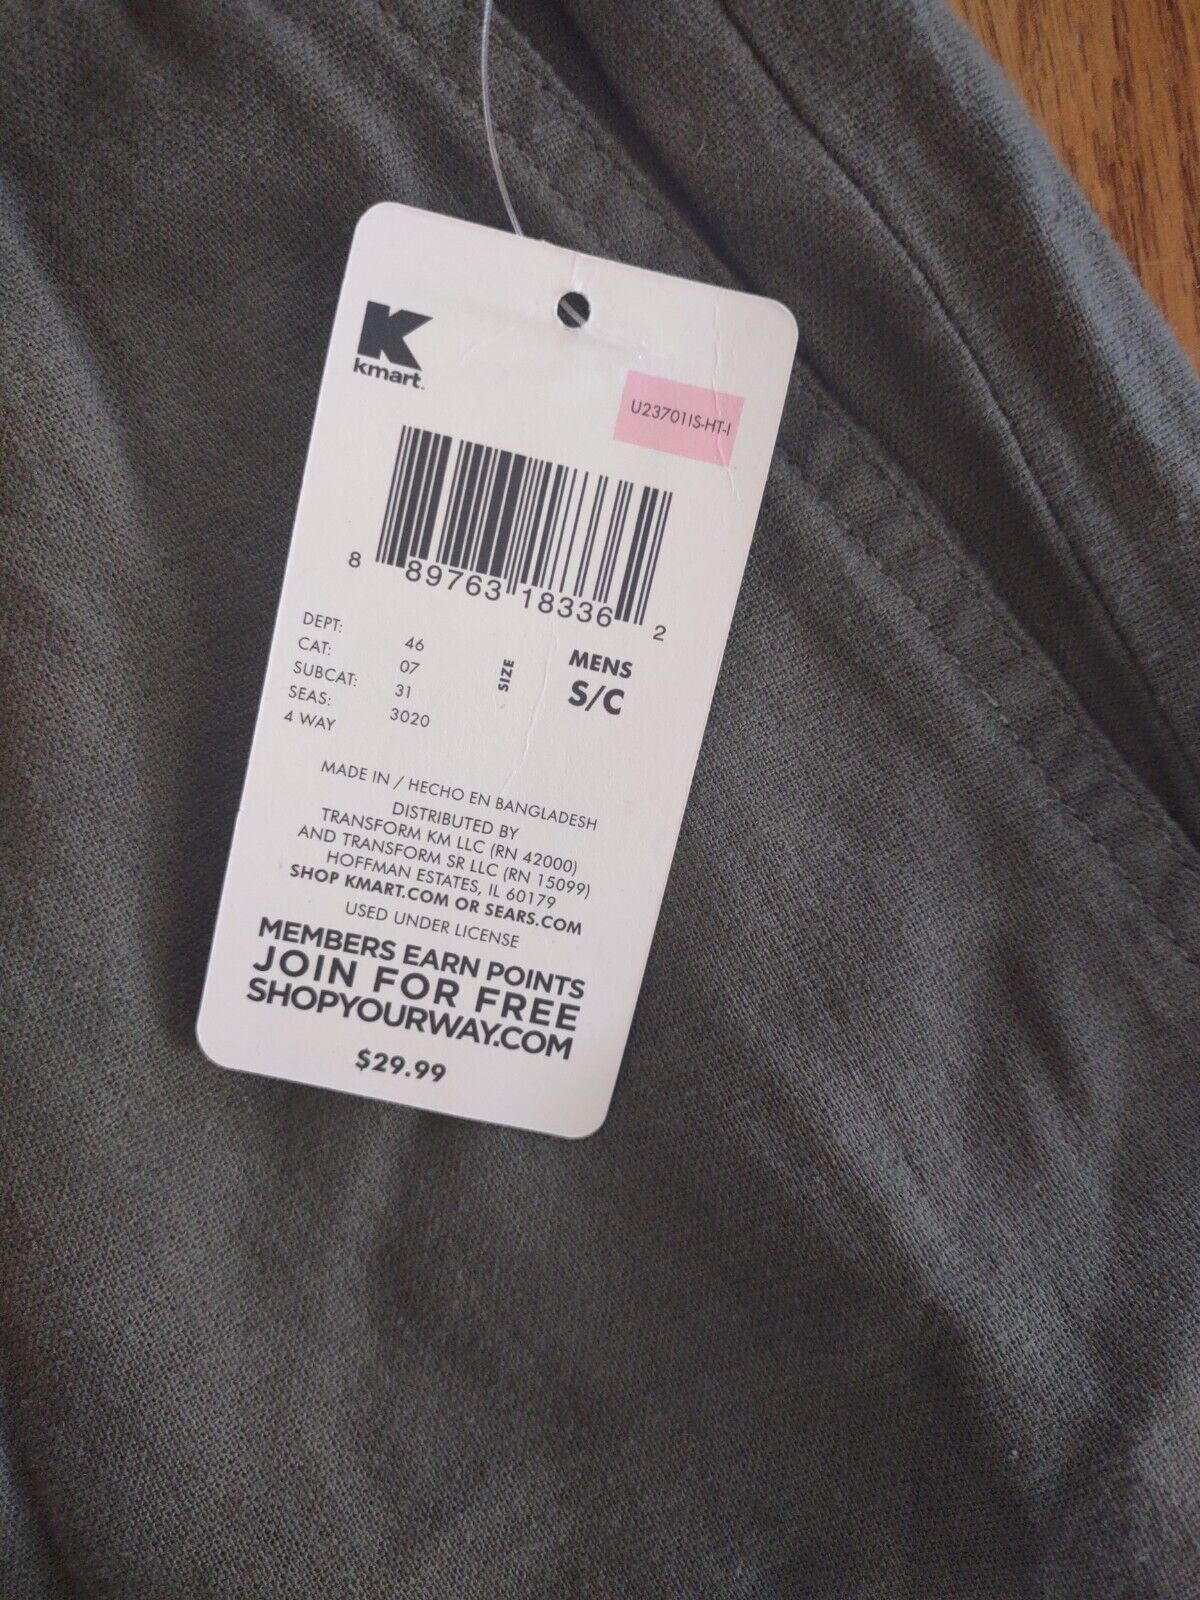 K
kmart.
U23701IS-HT-I
8 89763 18336 2
DEPT: 46
CAT: 07
SUBCAT: 31
SEAS: 3020
4 WAY
SIZE
MENS
S/C
MADE IN / HECHO EN BANGLADESH
DISTRIBUTED BY
TRANSFORM KM LLC (RN 42000)
AND TRANSFORM SR LLC (RN 15099)
HOFFMAN ESTATES, IL 60179
SHOP KMART.COM OR SEARS.COM
USED UNDER LICENSE
MEMBERS EARN POINTS
JOIN FOR FREE
SHOPYOURWAY.COM
$29.99